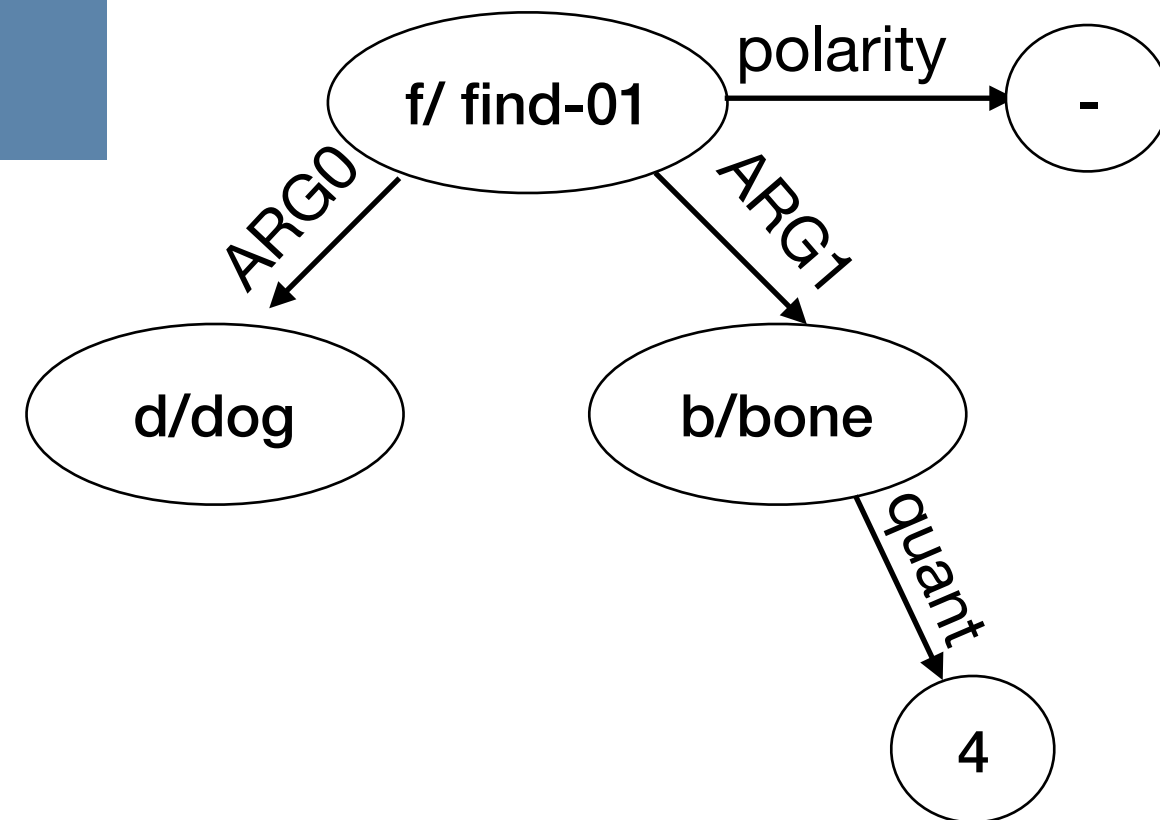 polarity
f/ find-01
-
ARG0
ARG1
d/dog
b/bone
quant
4